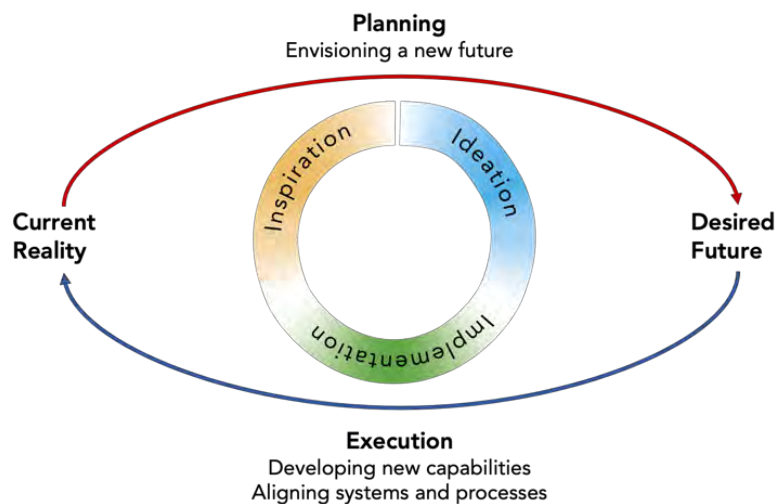 Planning
Envisioning a new future
Inspiration
Ideation
Current
Reality
Desired
Future
Implementation
Execution
Developing new capabilities
Aligning systems and processes